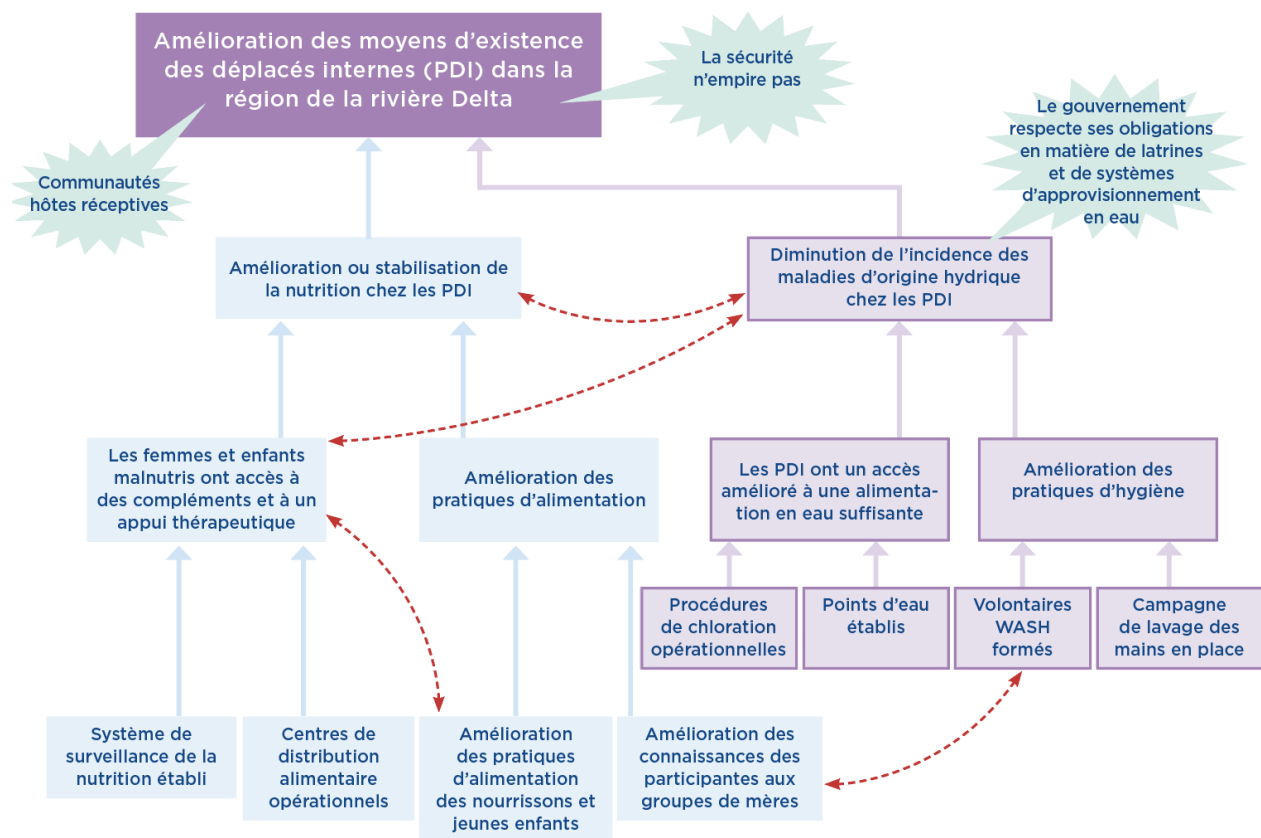 Amélioration des moyens d’existence
des déplacés internes (PDI) dans la
région de la rivière Delta
La sécurité
n’empire pas
Le gouvernement
respecte ses obligations
en matière de latrines
et de systèmes
d’approvisionnement
en eau
Communautés
hôtes réceptives
Amélioration ou stabilisation de
la nutrition chez les PDI
Diminution de l’incidence des
maladies d’origine hydrique
chez les PDI
Les femmes et enfants
malnutris ont accès à
des compléments et à un
appui thérapeutique
Amélioration des
pratiques d’alimentation
Les PDI ont un accès
amélioré à une alimenta-
tion en eau suffisante
Amélioration des
pratiques d’hygiène
Procédures
de chloration
opérationnelles
Points d’eau
établis
Volontaires
WASH
formés
Campagne
de lavage des
mains en place
Système de
surveillance de la
nutrition établi
Centres de
distribution
alimentaire
opérationnels
Amélioration
des pratiques
d’alimentation
des nourrissons et
jeunes enfants
Amélioration des
connaissances des
participantes aux
groupes de mères